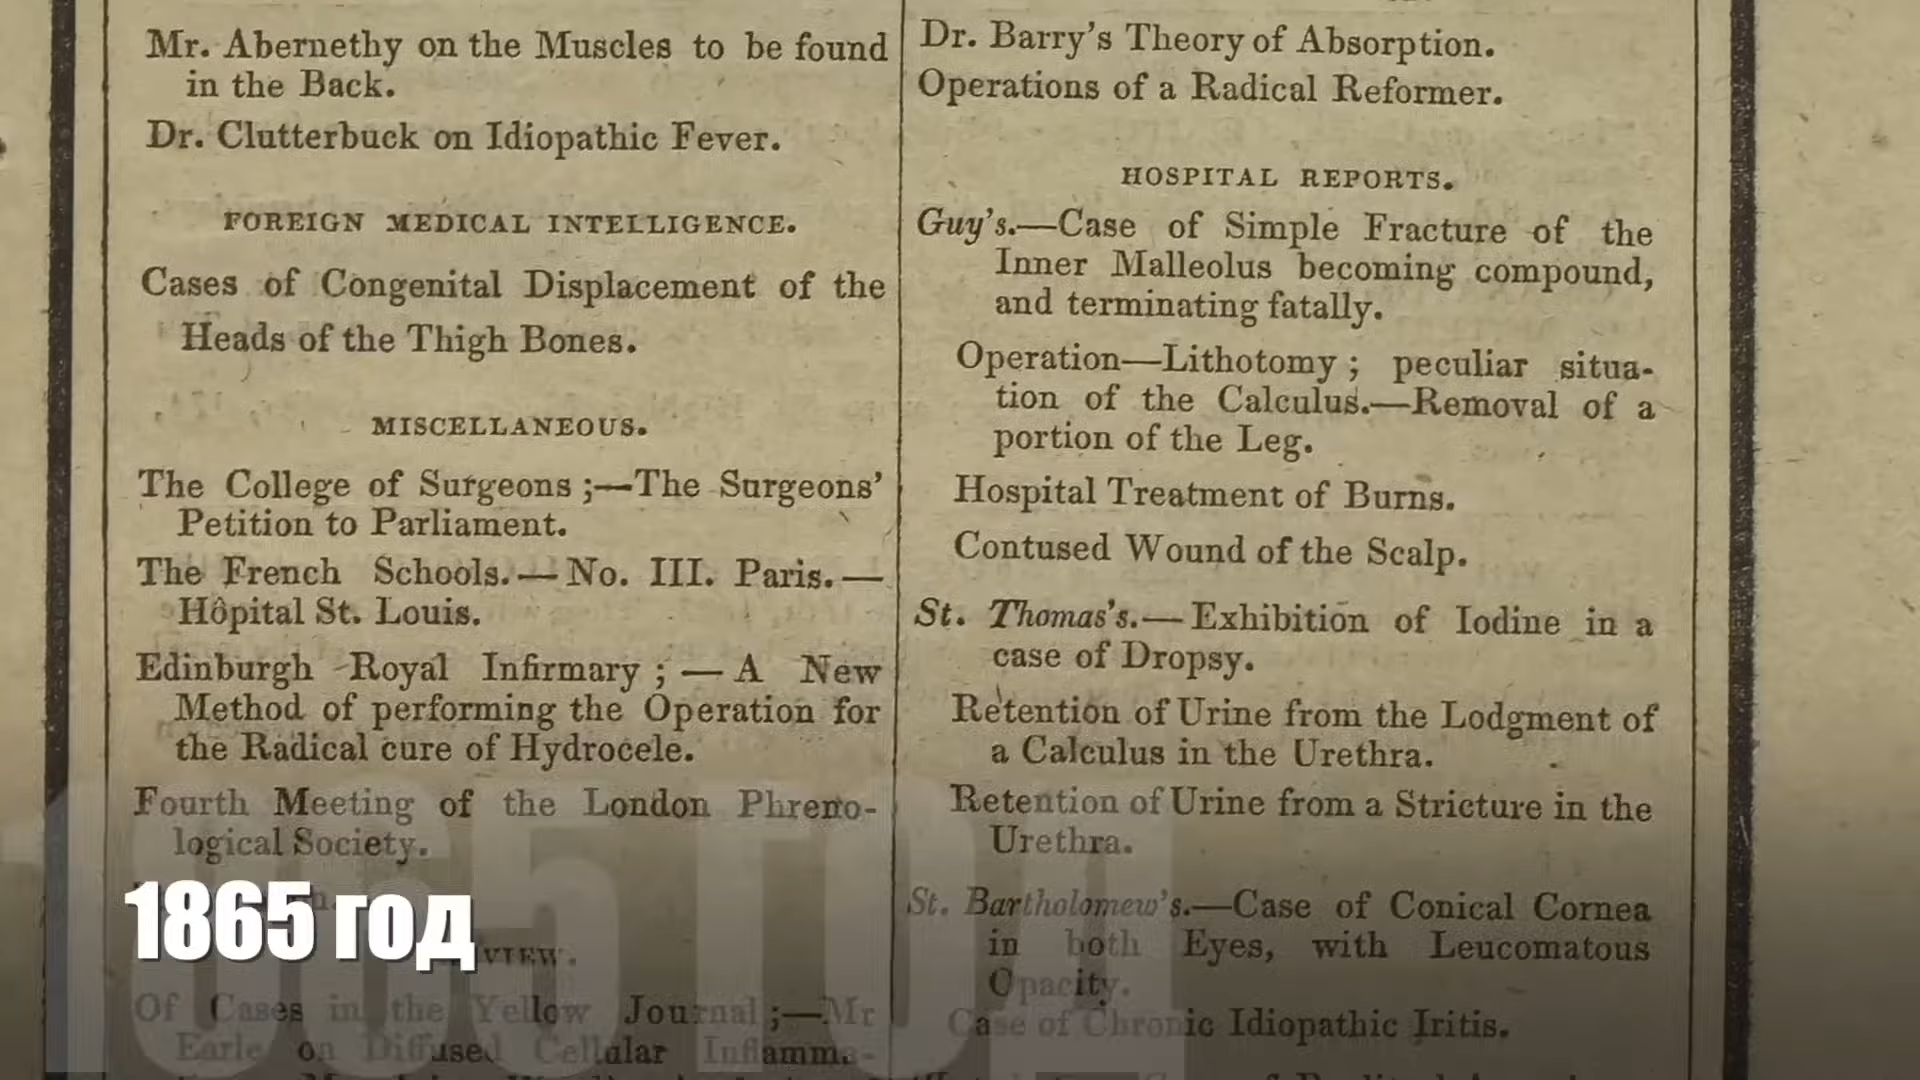 Mr. Abernethy on the Muscles to be found
in the Back.
Dr. Clutterbuck on Idiopathic Fever.
FOREIGN MEDICAL INTELLIGENCE.
Cases of Congenital Displacement of the
Heads of the Thigh Bones.
MISCELLANEOUS.
The College of Surgeons ;—The Surgeons'
Petition to Parliament.
The French Schools.—No. III. Paris.—
Hôpital St. Louis.
Edinburgh Royal Infirmary ;—A New
Method of performing the Operation for
the Radical cure of Hydrocele.
Fourth Meeting of the London Phreno-
logical Society.
Of Cases in the Yellow Journal ;—Mr
Earle on Diffused Cellular Inflamma-
Dr. Barry's Theory of Absorption.
Operations of a Radical Reformer.
HOSPITAL REPORTS.
Guy's.—Case of Simple Fracture of the
Inner Malleolus becoming compound,
and terminating fatally.
Operation—Lithotomy ; peculiar situa-
tion of the Calculus.—Removal of a
portion of the Leg.
Hospital Treatment of Burns.
Contused Wound of the Scalp.
St. Thomas's.—Exhibition of Iodine in a
case of Dropsy.
Retention of Urine from the Lodgment of
a Calculus in the Urethra.
Retention of Urine from a Stricture in the
Urethra.
St. Bartholomew's.—Case of Conical Cornea
in both Eyes, with Leucomatous
Opacity.
Case of Chronic Idiopathic Iritis.
1865 год
1865 год